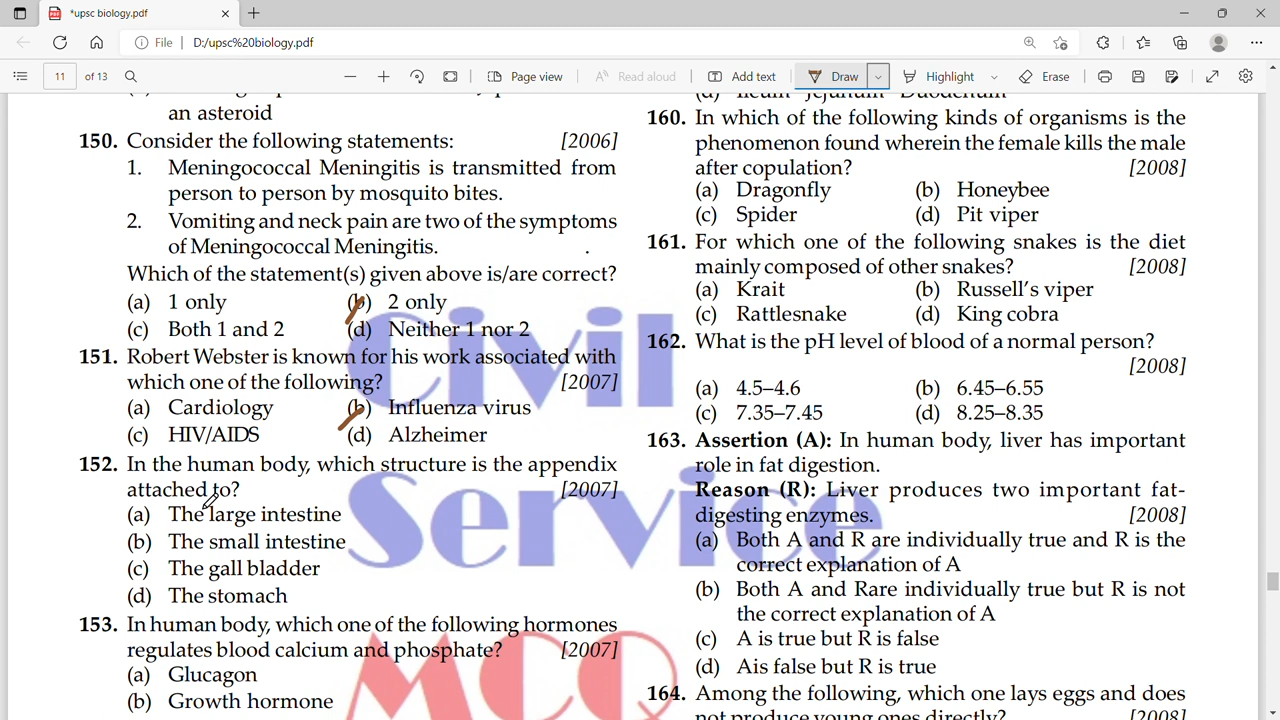 *upsc biology.pdf
File
D:/upsc%20biology.pdf
11 of 13
Page view
Read aloud
Add text
Draw
Highlight
Erase
an asteroid
150. Consider the following statements: [2006]
1. Meningococcal Meningitis is transmitted from
person to person by mosquito bites.
2. Vomiting and neck pain are two of the symptoms
of Meningococcal Meningitis.
Which of the statement(s) given above is/are correct?
(a) 1 only (b) 2 only
(c) Both 1 and 2 (d) Neither 1 nor 2
151. Robert Webster is known for his work associated with
which one of the following? [2007]
(a) Cardiology (b) Influenza virus
(c) HIV/AIDS (d) Alzheimer
152. In the human body, which structure is the appendix
attached to? [2007]
(a) The large intestine
(b) The small intestine
(c) The gall bladder
(d) The stomach
153. In human body, which one of the following hormones
regulates blood calcium and phosphate? [2007]
(a) Glucagon
(b) Growth hormone
(d) Ileum–Jejunum–Duodenum
160. In which of the following kinds of organisms is the
phenomenon found wherein the female kills the male
after copulation? [2008]
(a) Dragonfly (b) Honeybee
(c) Spider (d) Pit viper
161. For which one of the following snakes is the diet
mainly composed of other snakes? [2008]
(a) Krait (b) Russell's viper
(c) Rattlesnake (d) King cobra
162. What is the pH level of blood of a normal person?
[2008]
(a) 4.5–4.6 (b) 6.45–6.55
(c) 7.35–7.45 (d) 8.25–8.35
163. Assertion (A): In human body, liver has important
role in fat digestion.
Reason (R): Liver produces two important fat-
digesting enzymes. [2008]
(a) Both A and R are individually true and R is the
correct explanation of A
(b) Both A and Rare individually true but R is not
the correct explanation of A
(c) A is true but R is false
(d) Ais false but R is true
164. Among the following, which one lays eggs and does
not produce young ones directly? [2008]
Civil
Service
MCQ